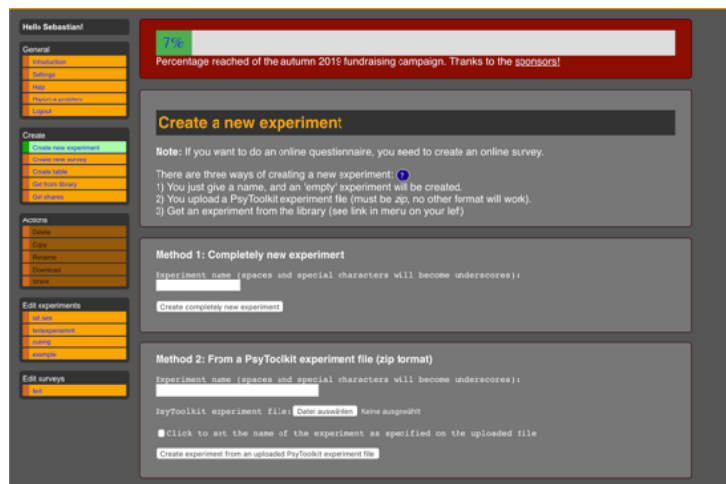 Hello Sebastian!
General
Introduction
Settings
Help
Report a problem
Logout
Create
Create new experiment
Create new survey
Create table
Get from library
Get shares
Actions
Delete
Copy
Rename
Download
Share
Edit experiments
testexperiment
example
Edit surveys
test
7%
Percentage reached of the autumn 2019 fundraising campaign. Thanks to the sponsors!
Create a new experiment
Note: If you want to do an online questionnaire, you need to create an online survey.
There are three ways of creating a new experiment: ?
1) You just give a name, and an 'empty' experiment will be created.
2) You upload a PsyToolkit experiment file (must be zip, no other format will work).
3) Get an experiment from the library (see link in menu on your left)
Method 1: Completely new experiment
Experiment name (spaces and special characters will become underscores):
Create completely new experiment
Method 2: From a PsyToolkit experiment file (zip format)
Experiment name (spaces and special characters will become underscores):
PsyToolkit experiment file: Datei auswählen Keine ausgewählt
Click to set the name of the experiment as specified on the uploaded file
Create experiment from an uploaded PsyToolkit experiment file